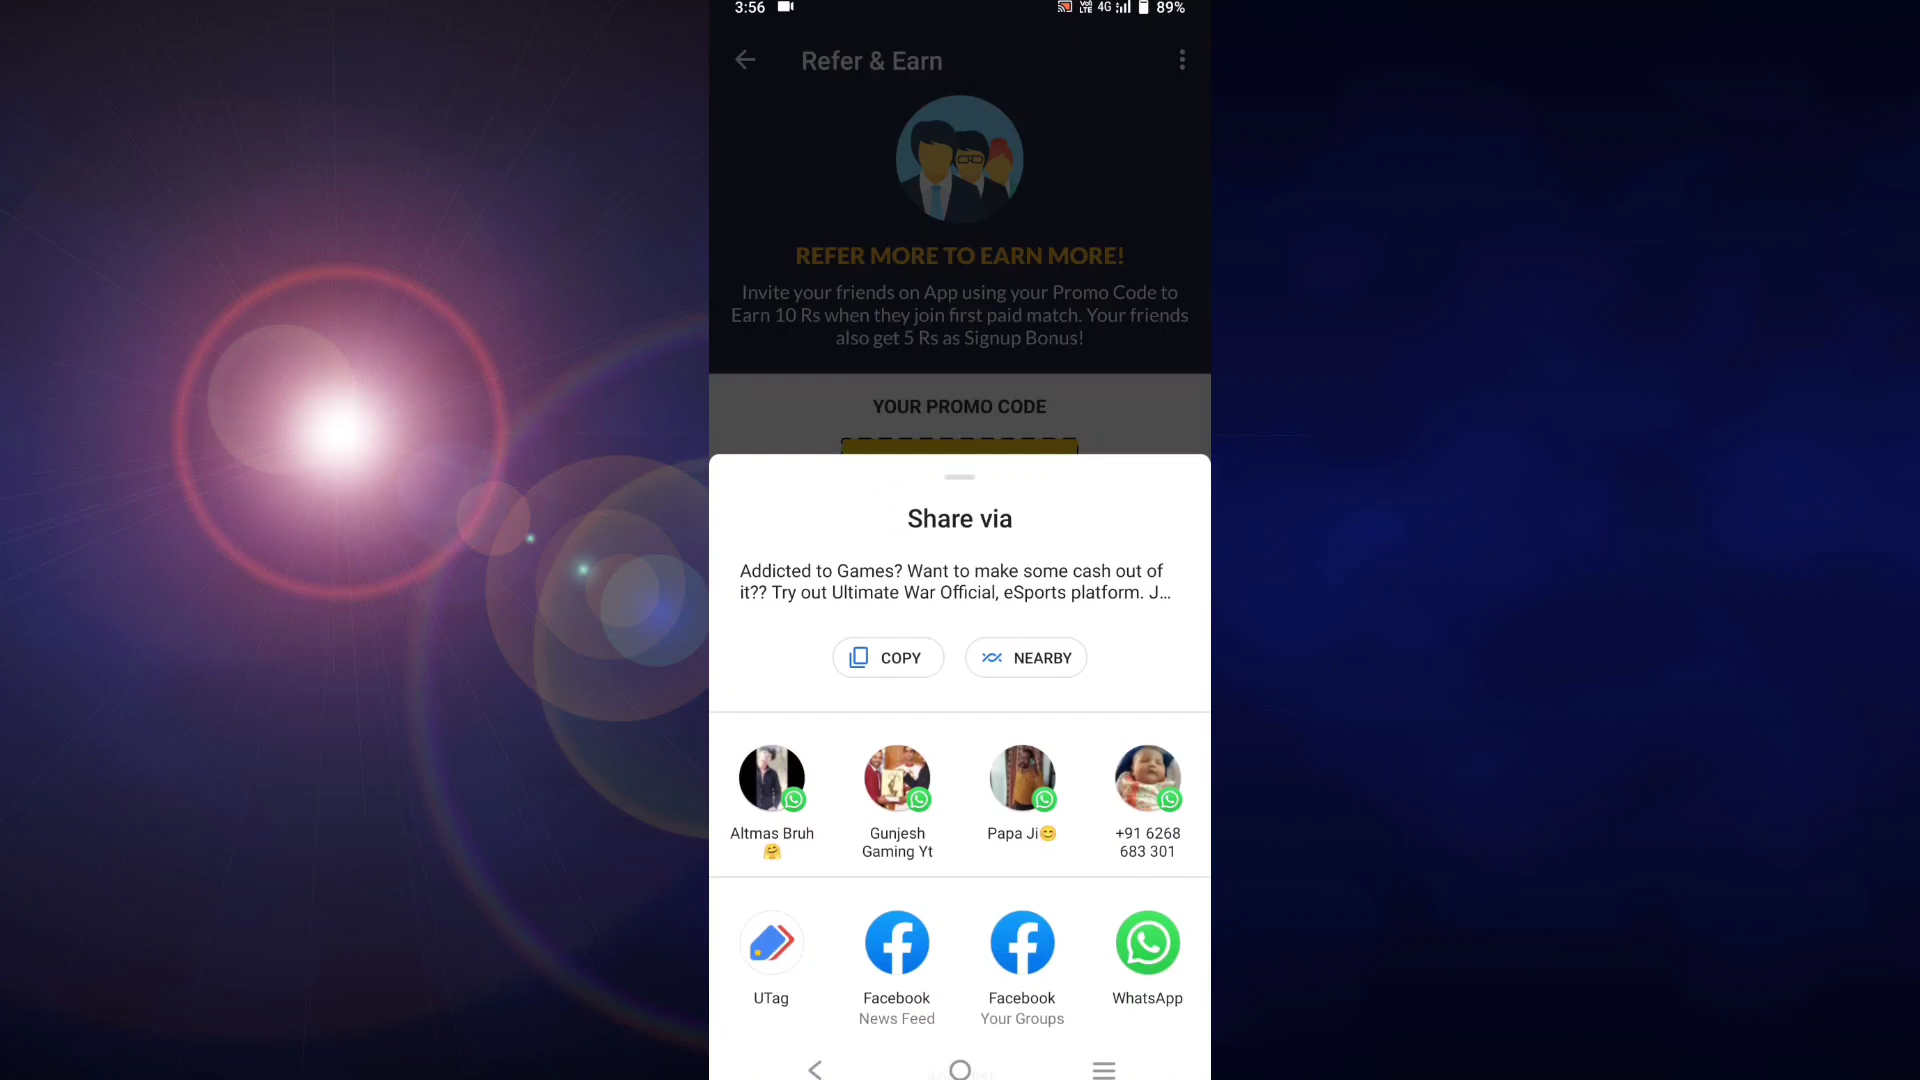 3:56
4G
89%
Refer & Earn
REFER MORE TO EARN MORE!
Invite your friends on App using your Promo Code to
Earn 10 Rs when they join first paid match. Your friends
also get 5 Rs as Signup Bonus!
YOUR PROMO CODE
Share via
Addicted to Games? Want to make some cash out of
it?? Try out Ultimate War Official, eSports platform. J...
COPY
NEARBY
Altmas Bruh
🤗
Gunjesh
Gaming Yt
Papa Ji😊
+91 6268
683 301
UTag
Facebook
News Feed
Facebook
Your Groups
WhatsApp